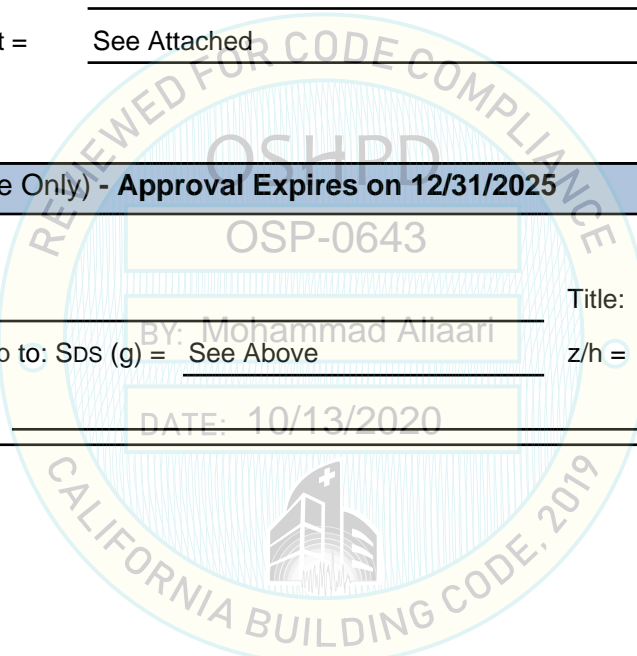 t = See Attached
REVIEWED FOR CODE COMPLIANCE
OSHPD
e Only) - Approval Expires on 12/31/2025
OSP-0643
Title:
BY: Mohammad Aliaari
o to: SDS (g) = See Above z/h =
DATE: 10/13/2020
CALIFORNIA BUILDING CODE, 2019